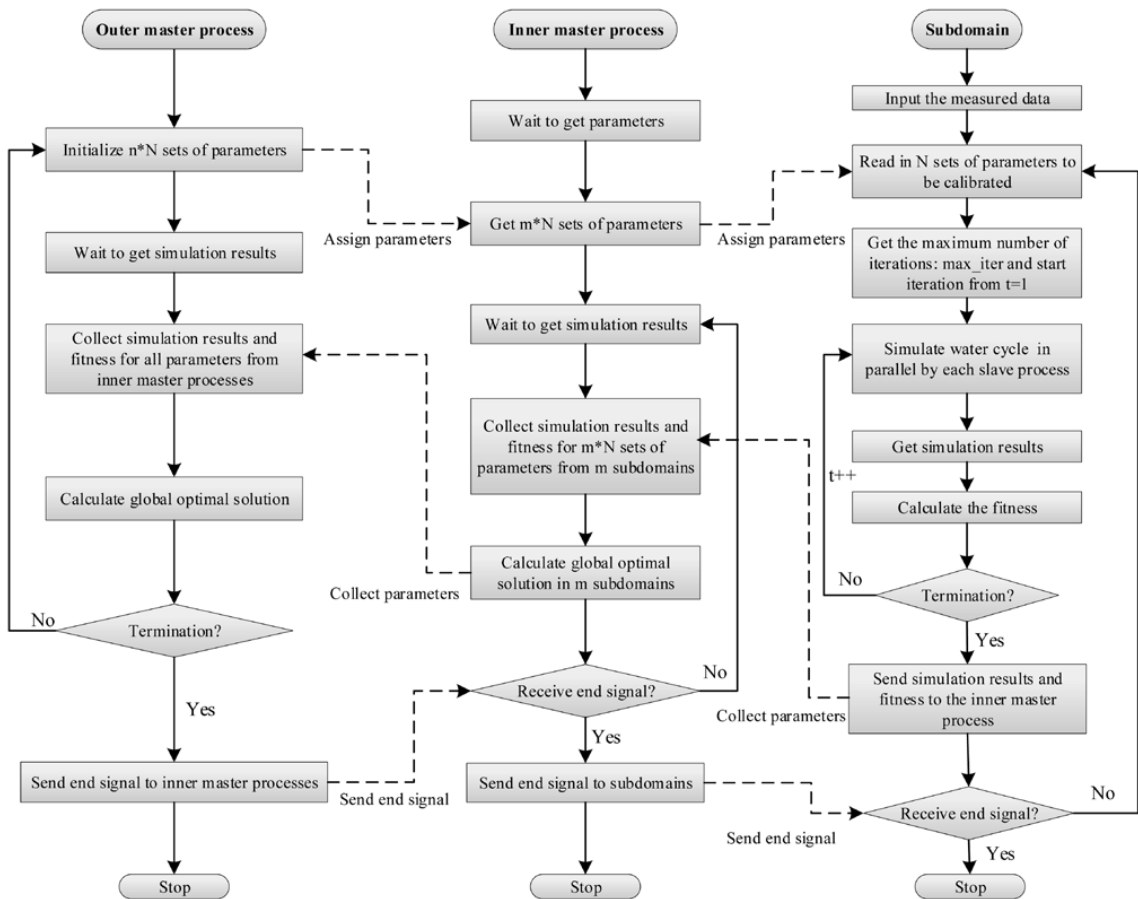 Outer master process
Initialize n*N sets of parameters
Wait to get simulation results
Collect simulation results and
fitness for all parameters from
inner master processes
Calculate global optimal solution
No
Termination?
Yes
Send end signal to inner master processes
Stop
Assign parameters
Collect parameters
Send end signal
Inner master process
Wait to get parameters
Get m*N sets of parameters
Wait to get simulation results
Collect simulation results and
fitness for m*N sets of
parameters from m subdomains
Calculate global optimal
solution in m subdomains
No
Receive end signal?
Yes
Send end signal to subdomains
Stop
Assign parameters
Collect parameters
Send end signal
Subdomain
Input the measured data
Read in N sets of parameters to
be calibrated
Get the maximum number of
iterations: max_iter and start
iteration from t=1
Simulate water cycle in
parallel by each slave process
Get simulation results
t++
Calculate the fitness
No
Termination?
Yes
Send simulation results and
fitness to the inner master
process
No
Receive end signal?
Yes
Stop